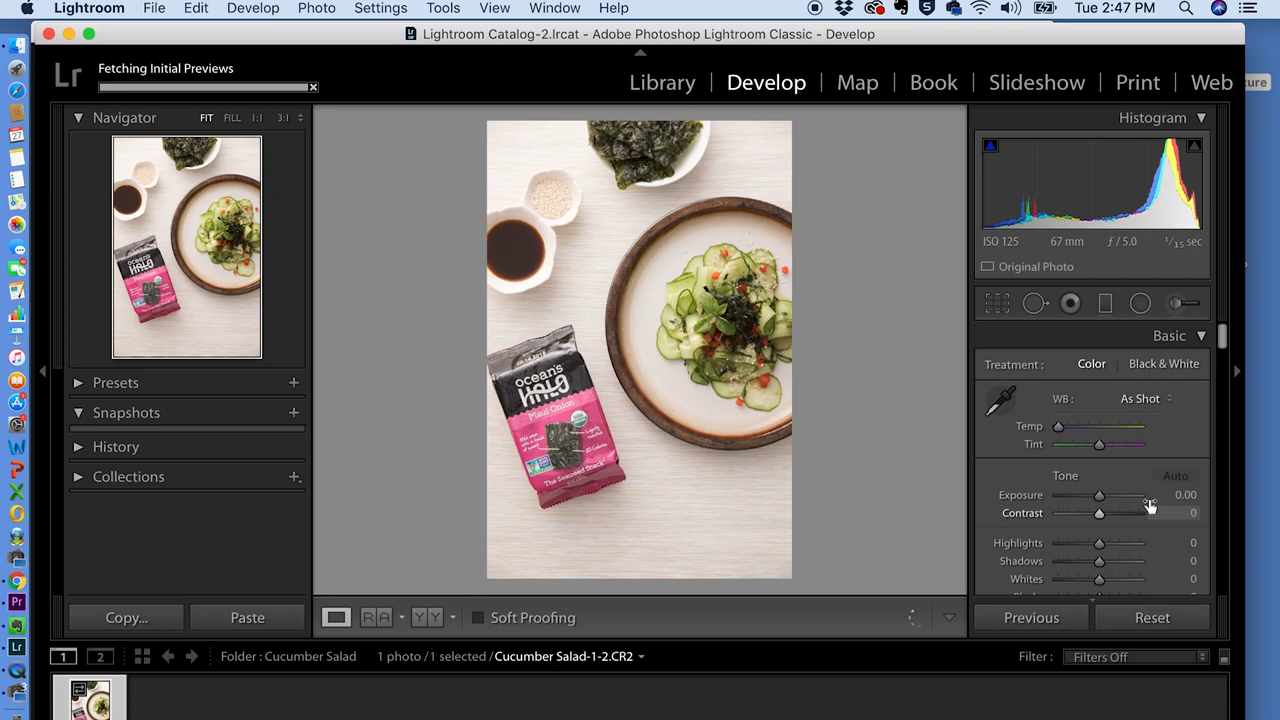 Lightroom File Edit Develop Photo Settings Tools View Window Help Tue 2:47 PM
Lightroom Catalog-2.lrcat - Adobe Photoshop Lightroom Classic - Develop
Lr Fetching Initial Previews
Library | Develop | Map | Book | Slideshow | Print | Web
ure
Navigator FIT FILL 1:1 3:1
Presets
Snapshots
History
Collections
Copy... Paste
ocean's
HALO
Maui Onion
The Seaweed Snack
Soft Proofing
Histogram
ISO 125 67 mm ƒ / 5.0 1/15 sec
Original Photo
Basic
Treatment : Color | Black & White
WB : As Shot
Temp
Tint
Tone Auto
Exposure 0.00
Contrast 0
Highlights 0
Shadows 0
Whites 0
Previous Reset
1 2 Folder : Cucumber Salad 1 photo / 1 selected / Cucumber Salad-1-2.CR2 Filter : Filters Off